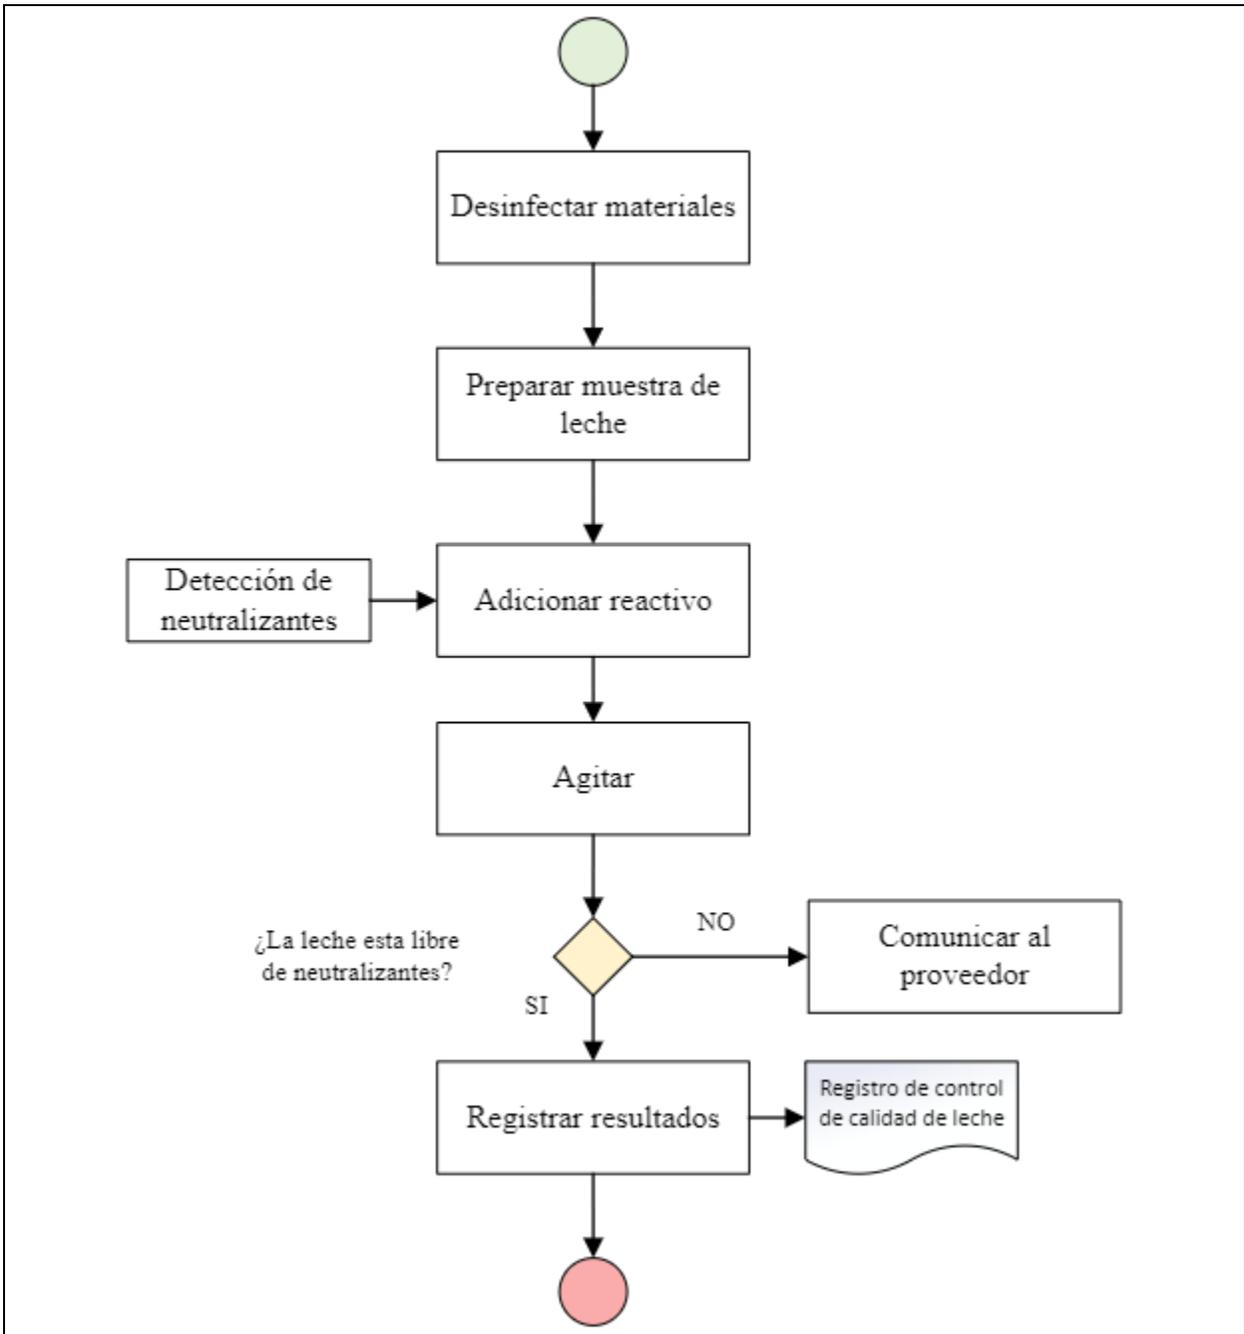 Desinfectar materiales
Preparar muestra de
leche
Detección de
neutralizantes
Adicionar reactivo
Agitar
¿La leche esta libre
de neutralizantes?
NO
Comunicar al
proveedor
SI
Registrar resultados
Registro de control
de calidad de leche